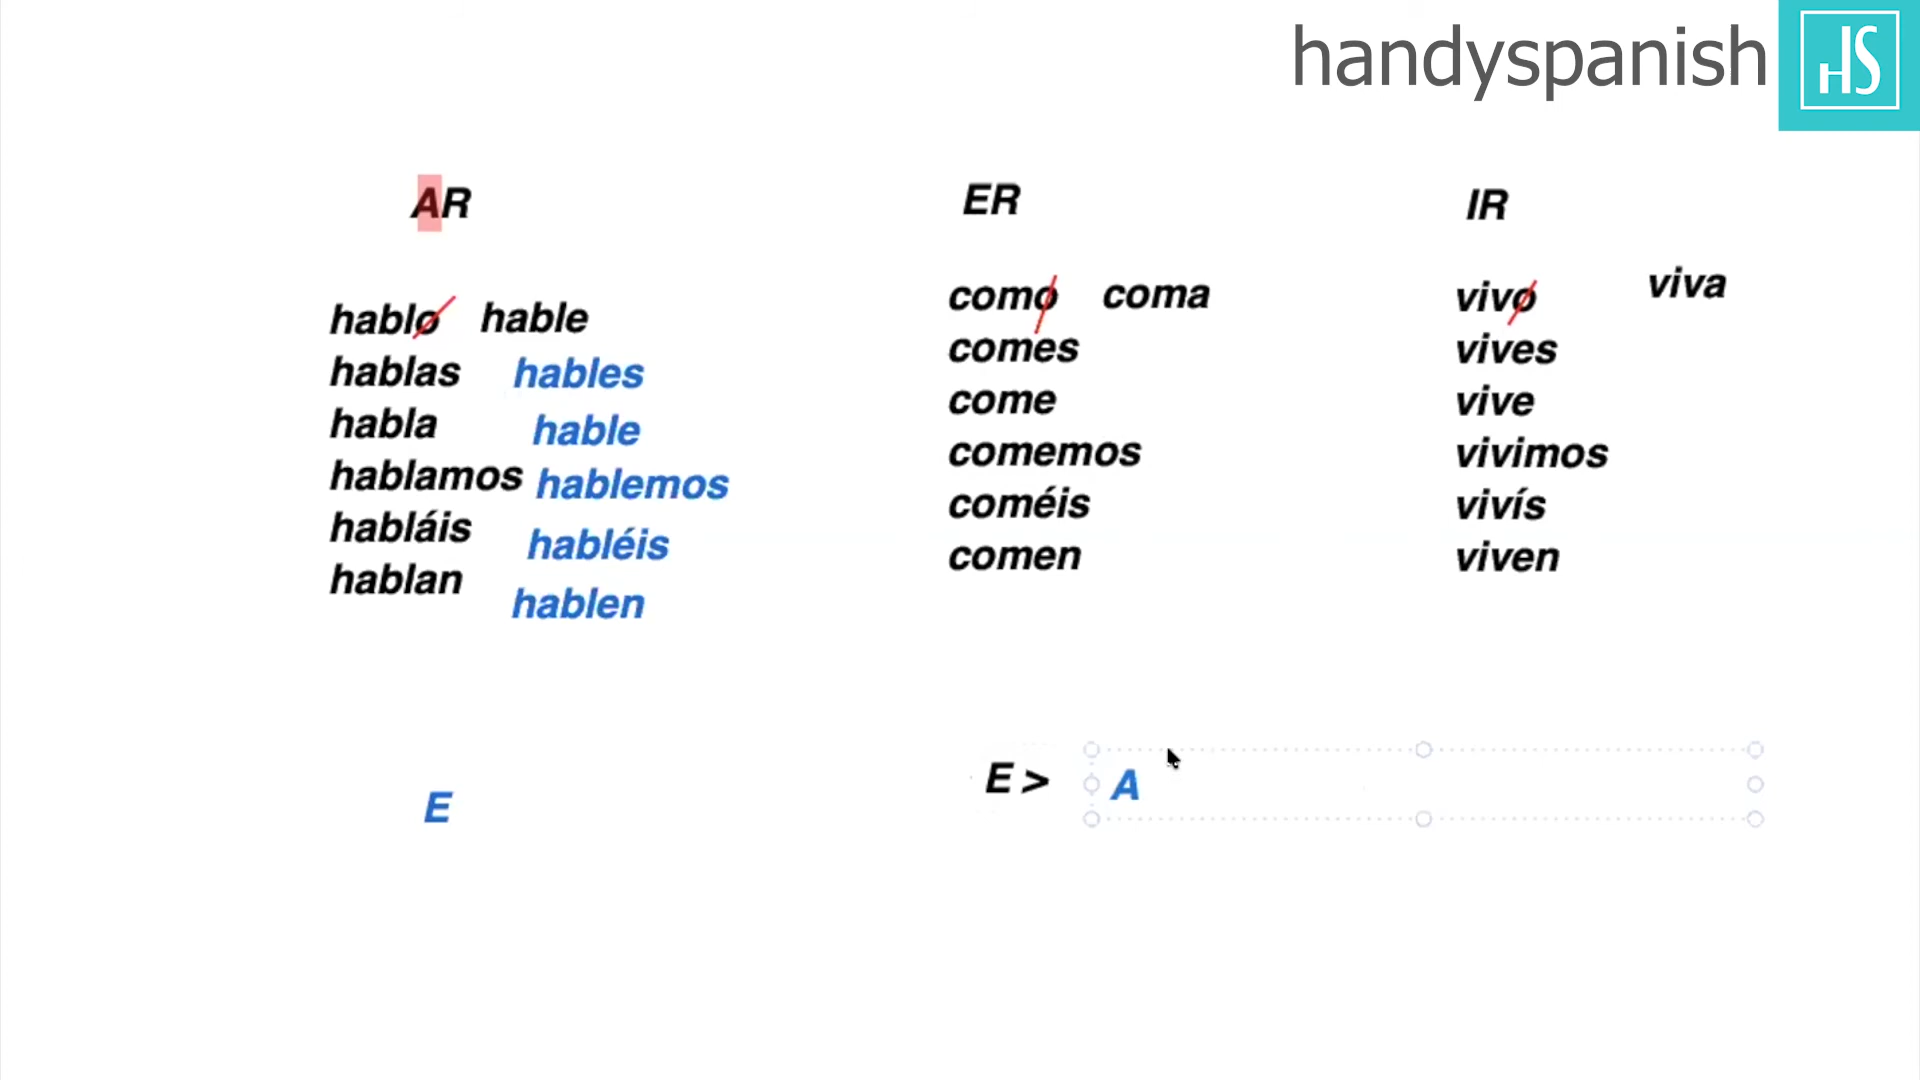 handyspanish
HS
AR
hablo hable
hablas hables
habla hable
hablamos hablemos
habláis habléis
hablan hablen
E
ER
como coma
comes
come
comemos
coméis
comen
IR
vivo viva
vives
vive
vivimos
vivís
viven
E > A